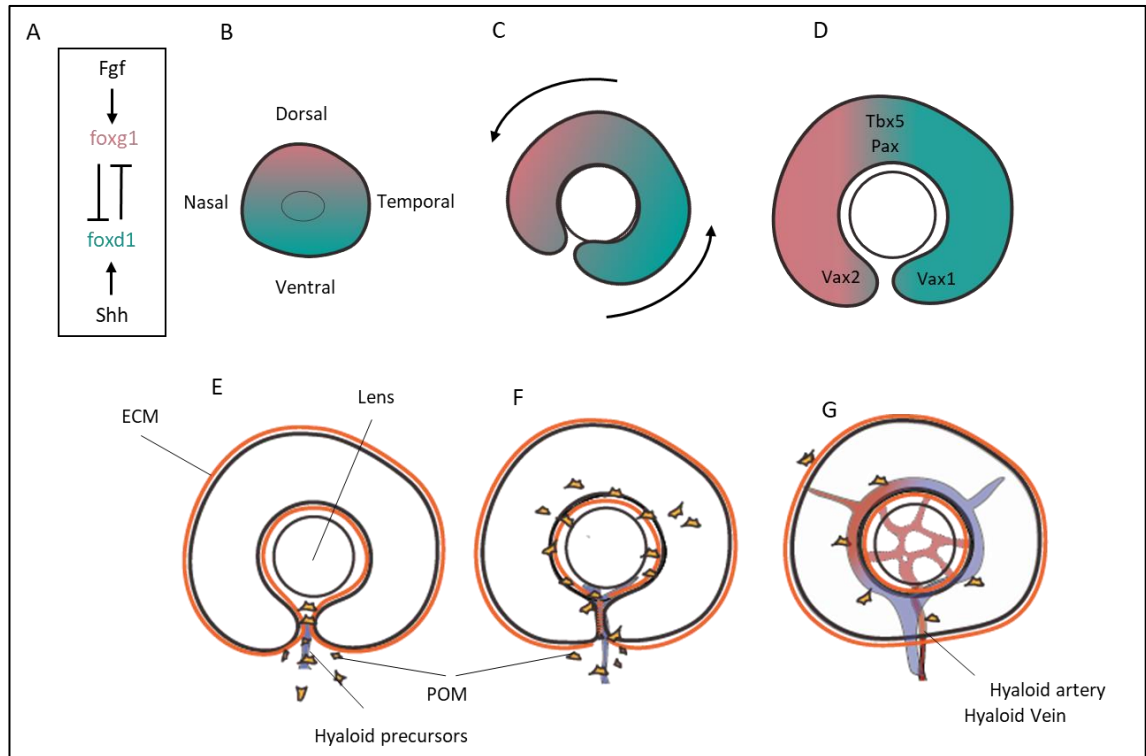 A
Fgf
foxg1
foxd1
Shh
B
Dorsal
Nasal
Temporal
Ventral
C
D
Tbx5
Pax
Vax2
Vax1
E
ECM
Lens
F
POM
Hyaloid precursors
G
Hyaloid artery
Hyaloid Vein